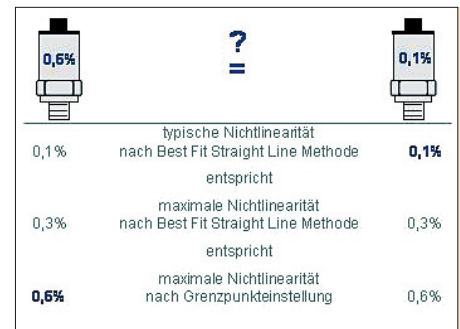 0,6%
?
=
0,1%
typische Nichtlinearität
0,1% nach Best Fit Straight Line Methode 0,1%
entspricht
maximale Nichtlinearität
0,3% nach Best Fit Straight Line Methode 0,3%
entspricht
maximale Nichtlinearität
0,6% nach Grenzpunkteinstellung 0,6%